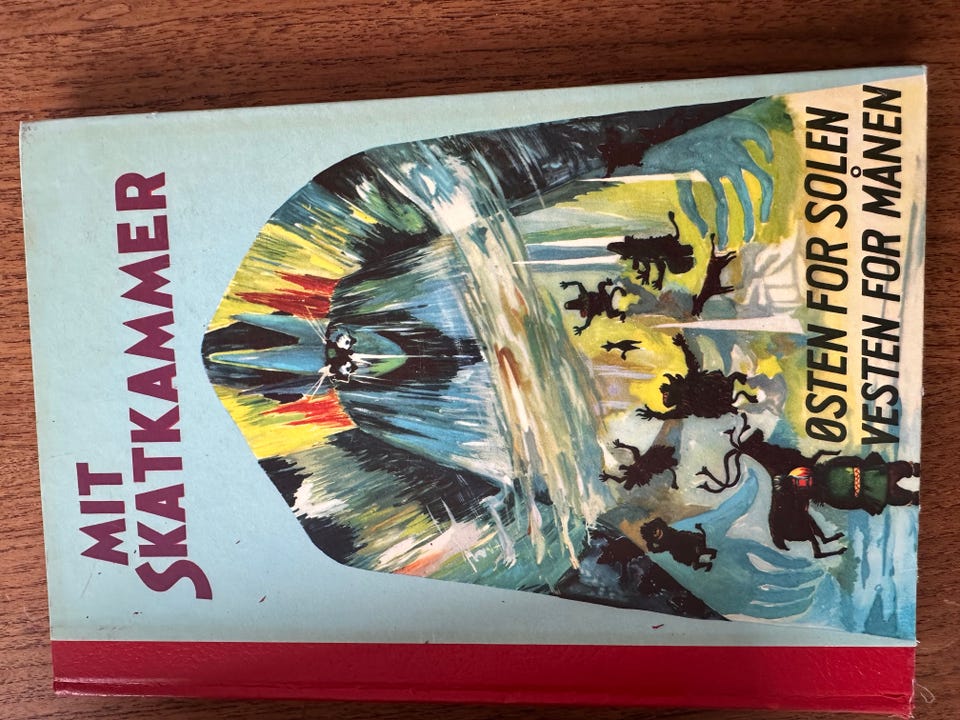 MIT
SKATKAMMER
ØSTEN FOR SOLEN
VESTEN FOR MÅNEN